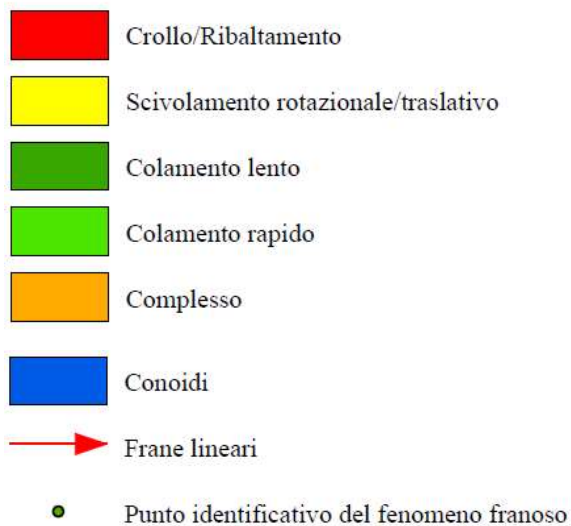 Crollo/Ribaltamento
Scivolamento rotazionale/traslativo
Colamento lento
Colamento rapido
Complesso
Conoidi
Frane lineari
Punto identificativo del fenomeno franoso